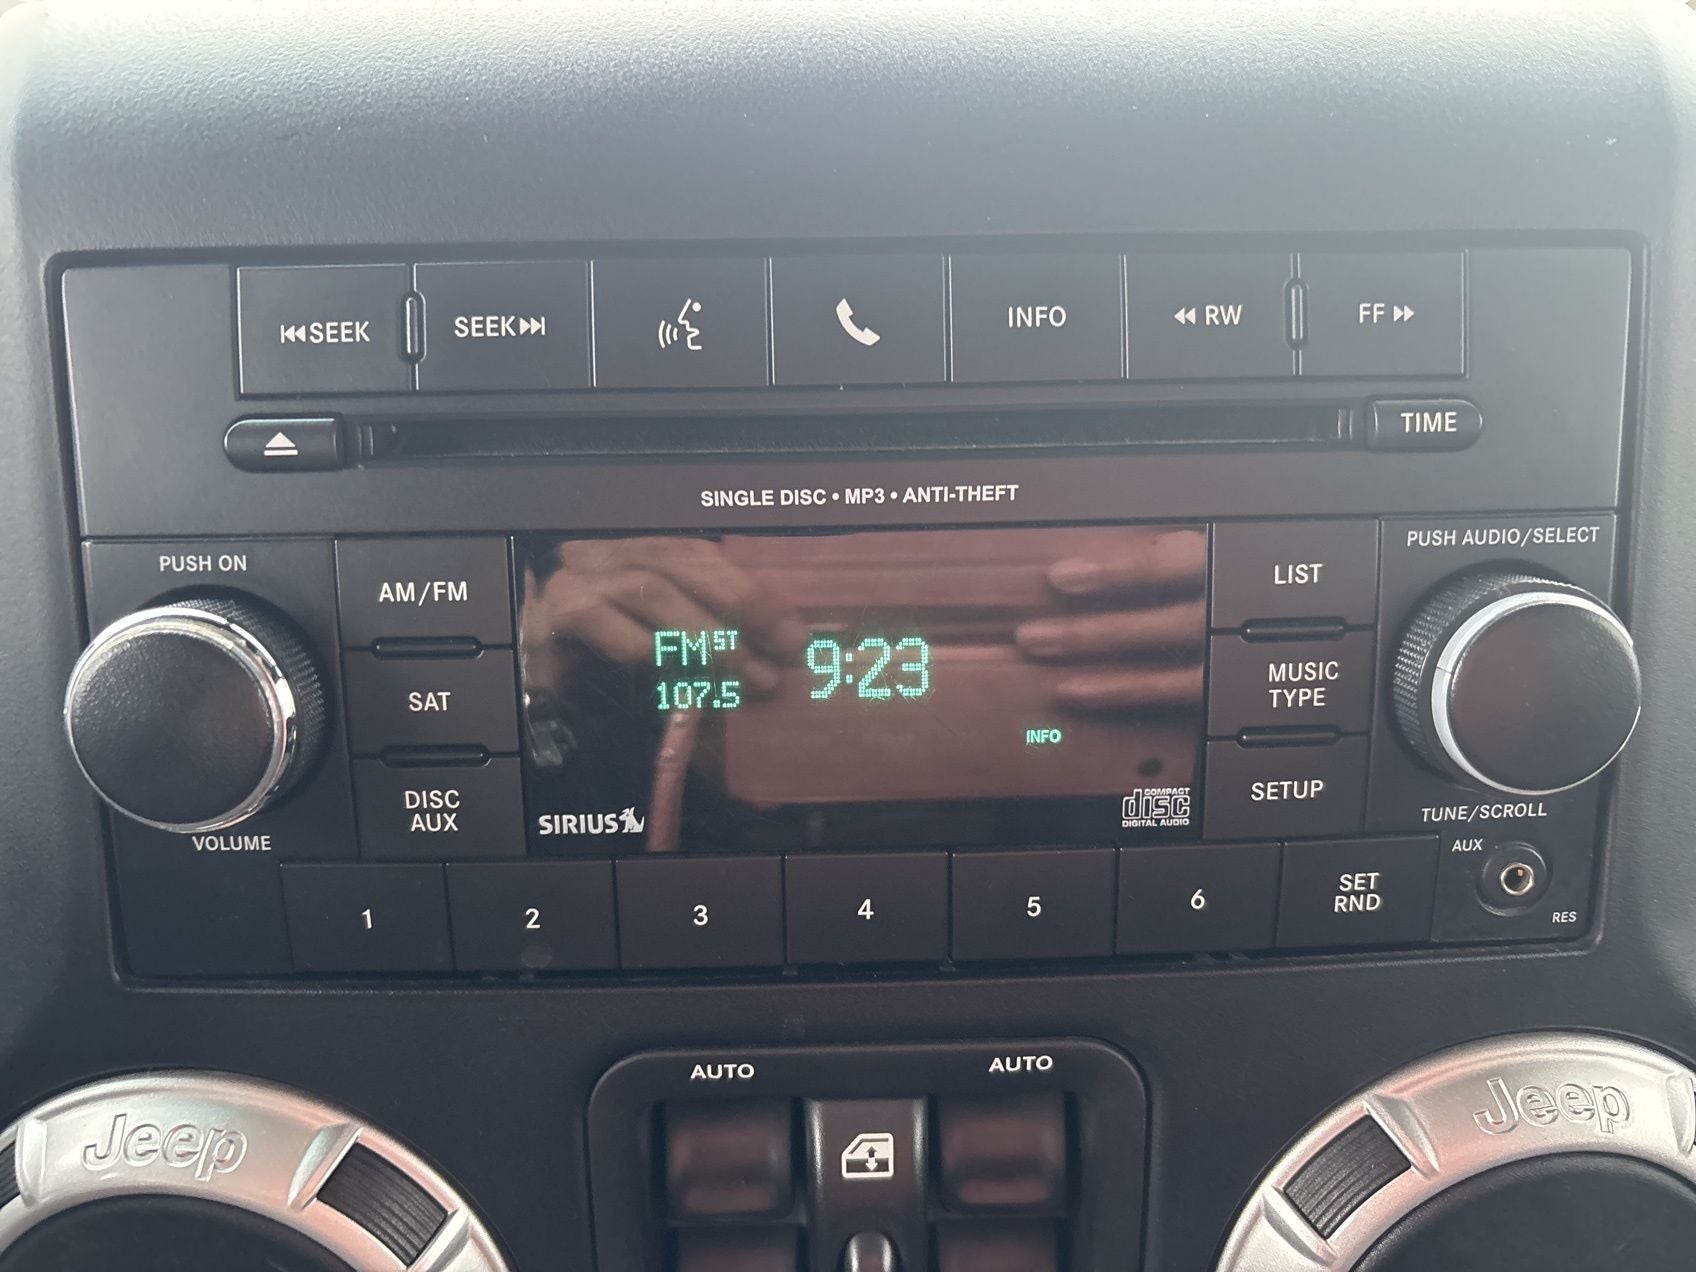 SEEK
SEEK
INFO
RW
FF
TIME
SINGLE DISC • MP3 • ANTI-THEFT
PUSH ON
AM/FM
SAT
DISC
AUX
VOLUME
FM ST
107.5
9:23
INFO
SIRIUS
COMPACT
disc
DIGITAL AUDIO
LIST
MUSIC
TYPE
SETUP
PUSH AUDIO/SELECT
TUNE/SCROLL
AUX
RES
1
2
3
4
5
6
SET
RND
AUTO
AUTO
Jeep
Jeep